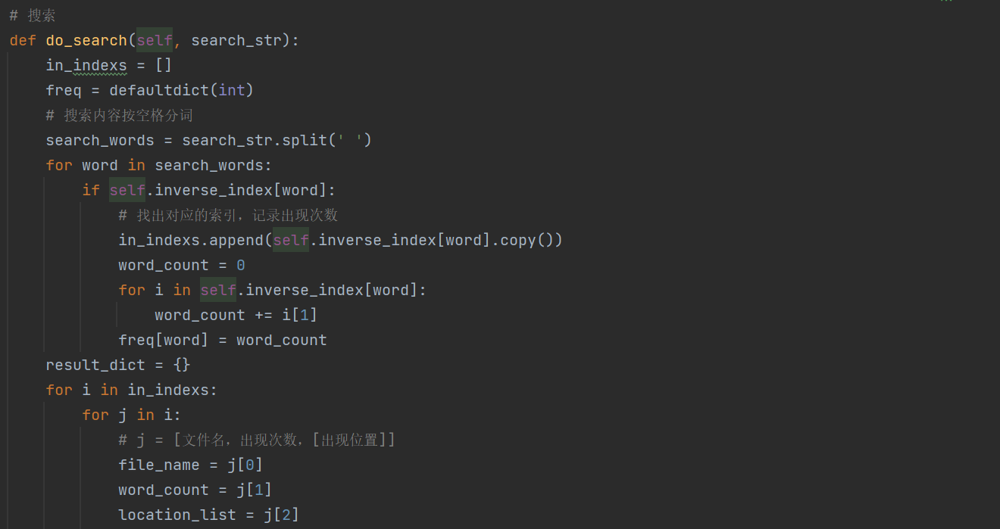 # 搜索
def do_search(self, search_str):
    in_indexs = []
    freq = defaultdict(int)
    # 搜索内容按空格分词
    search_words = search_str.split(' ')
    for word in search_words:
        if self.inverse_index[word]:
            # 找出对应的索引，记录出现次数
            in_indexs.append(self.inverse_index[word].copy())
            word_count = 0
            for i in self.inverse_index[word]:
                word_count += i[1]
            freq[word] = word_count
    result_dict = {}
    for i in in_indexs:
        for j in i:
            # j = [文件名，出现次数，[出现位置]]
            file_name = j[0]
            word_count = j[1]
            location_list = j[2]